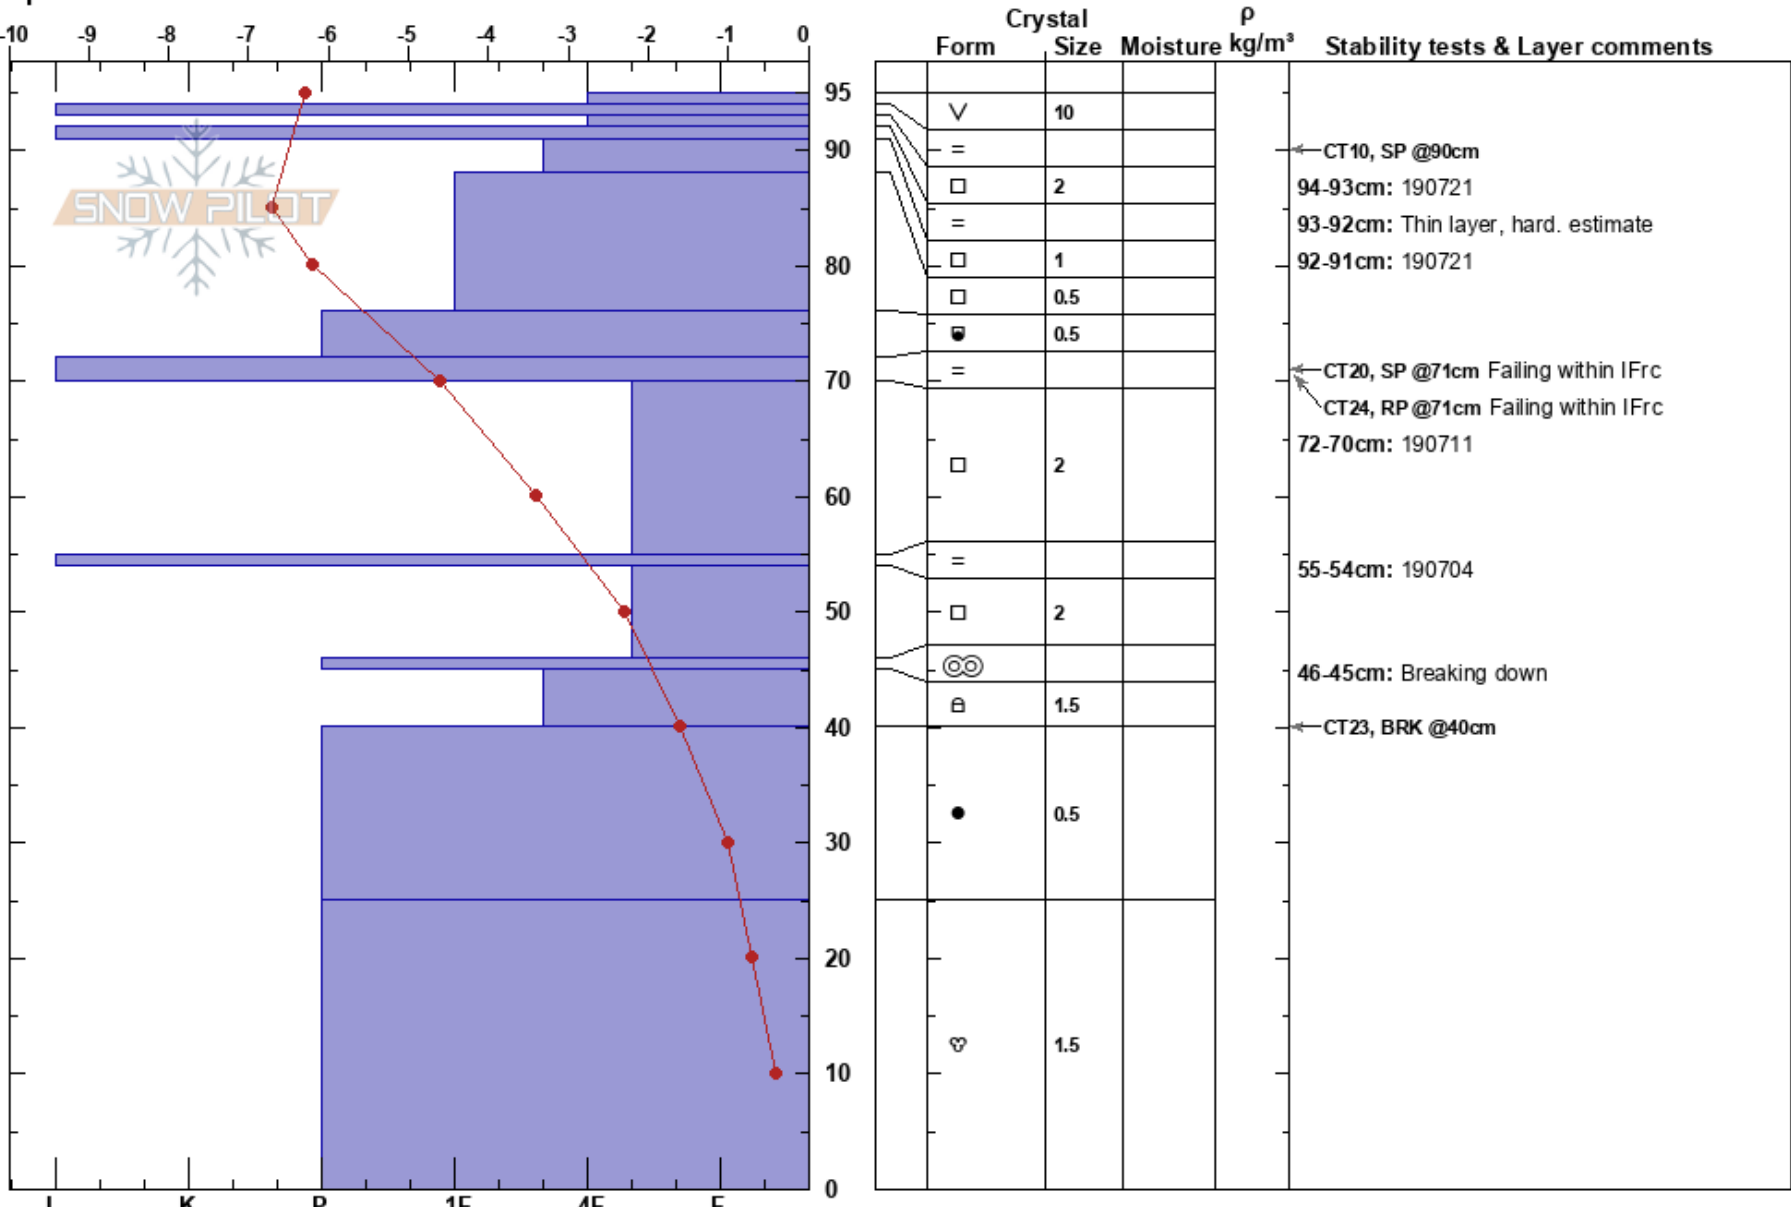 Crystal ρ
-10 -9 -8 -7 -6 -5 -4 -3 -2 -1 0
Form Size Moisture kg/m³ Stability tests & Layer comments
95
10
90
CT10, SP @90cm
SNOW PILOT
2
94-93cm: 190721
93-92cm: Thin layer, hard. estimate
80
1
92-91cm: 190721
0.5
0.5
70
CT20, SP @71cm Failing within IFrc
CT24, RP @71cm Failing within IFrc
72-70cm: 190711
2
60
55-54cm: 190704
50
2
46-45cm: Breaking down
1.5
40
CT23, BRK @40cm
0.5
30
20
1.5
10
0
I K P 1F 4F F